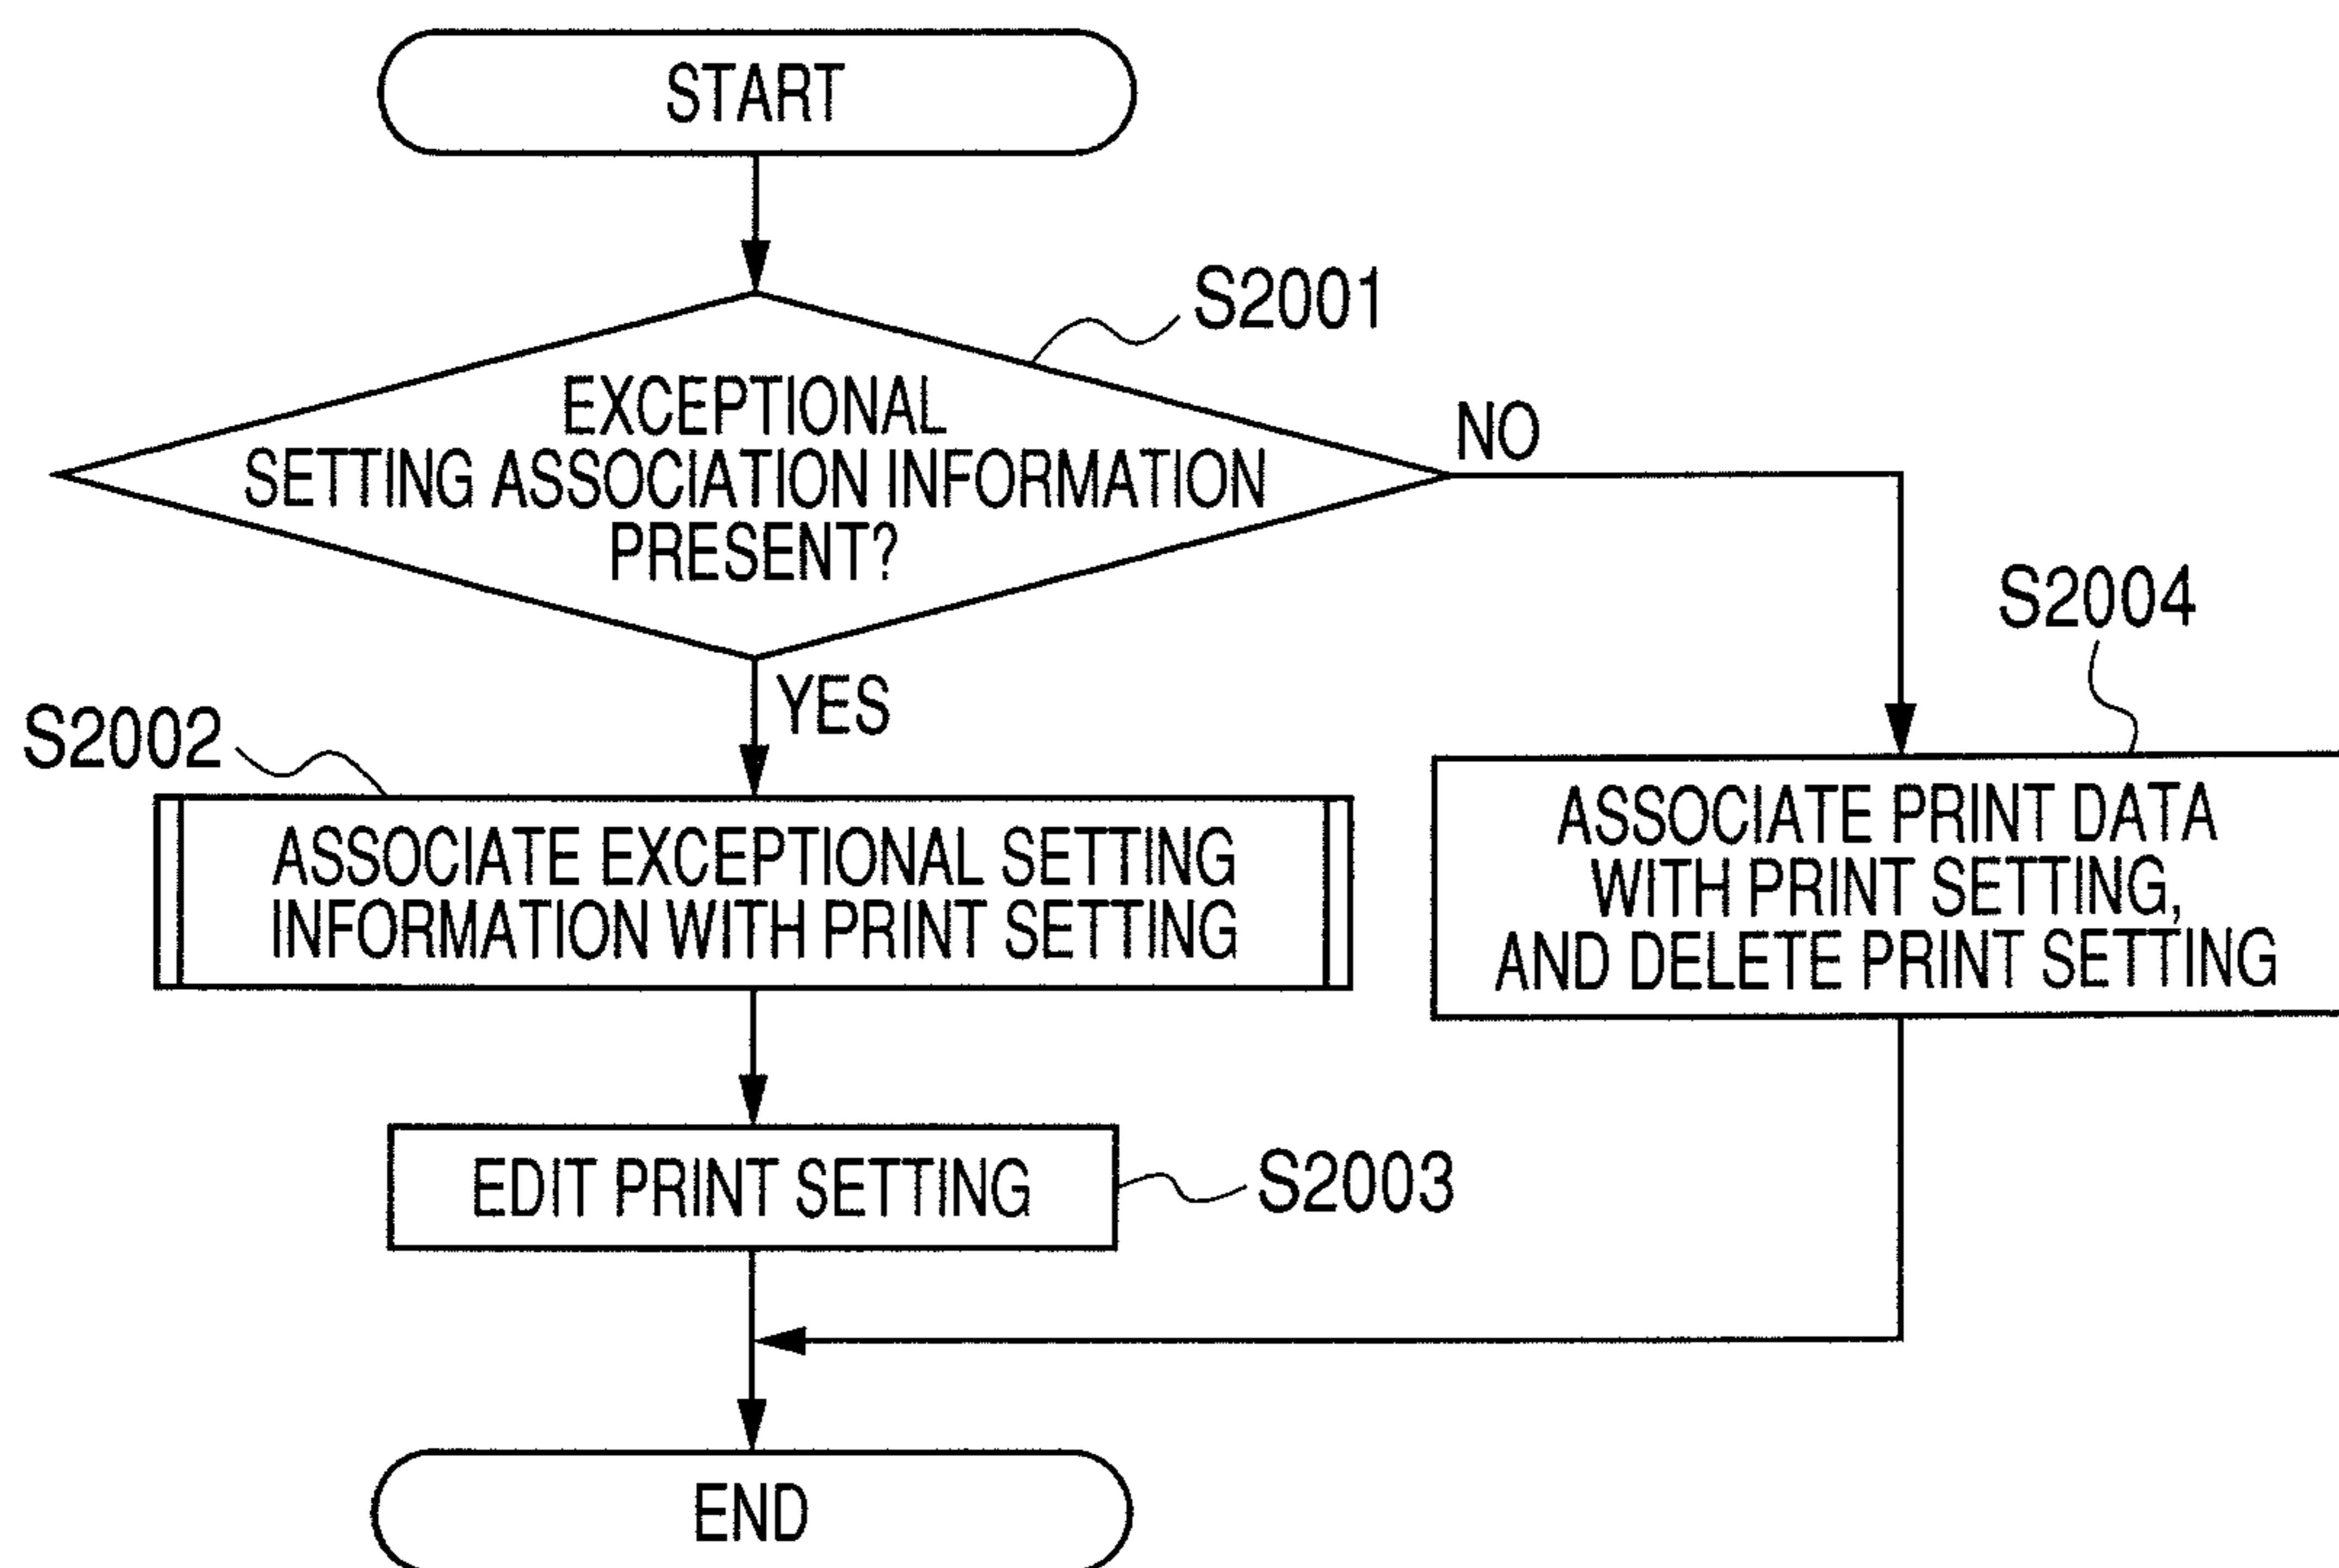 START
S2001
EXCEPTIONAL
SETTING ASSOCIATION INFORMATION
PRESENT?
NO
YES
S2002
ASSOCIATE EXCEPTIONAL SETTING
INFORMATION WITH PRINT SETTING
S2004
ASSOCIATE PRINT DATA
WITH PRINT SETTING,
AND DELETE PRINT SETTING
EDIT PRINT SETTING
S2003
END